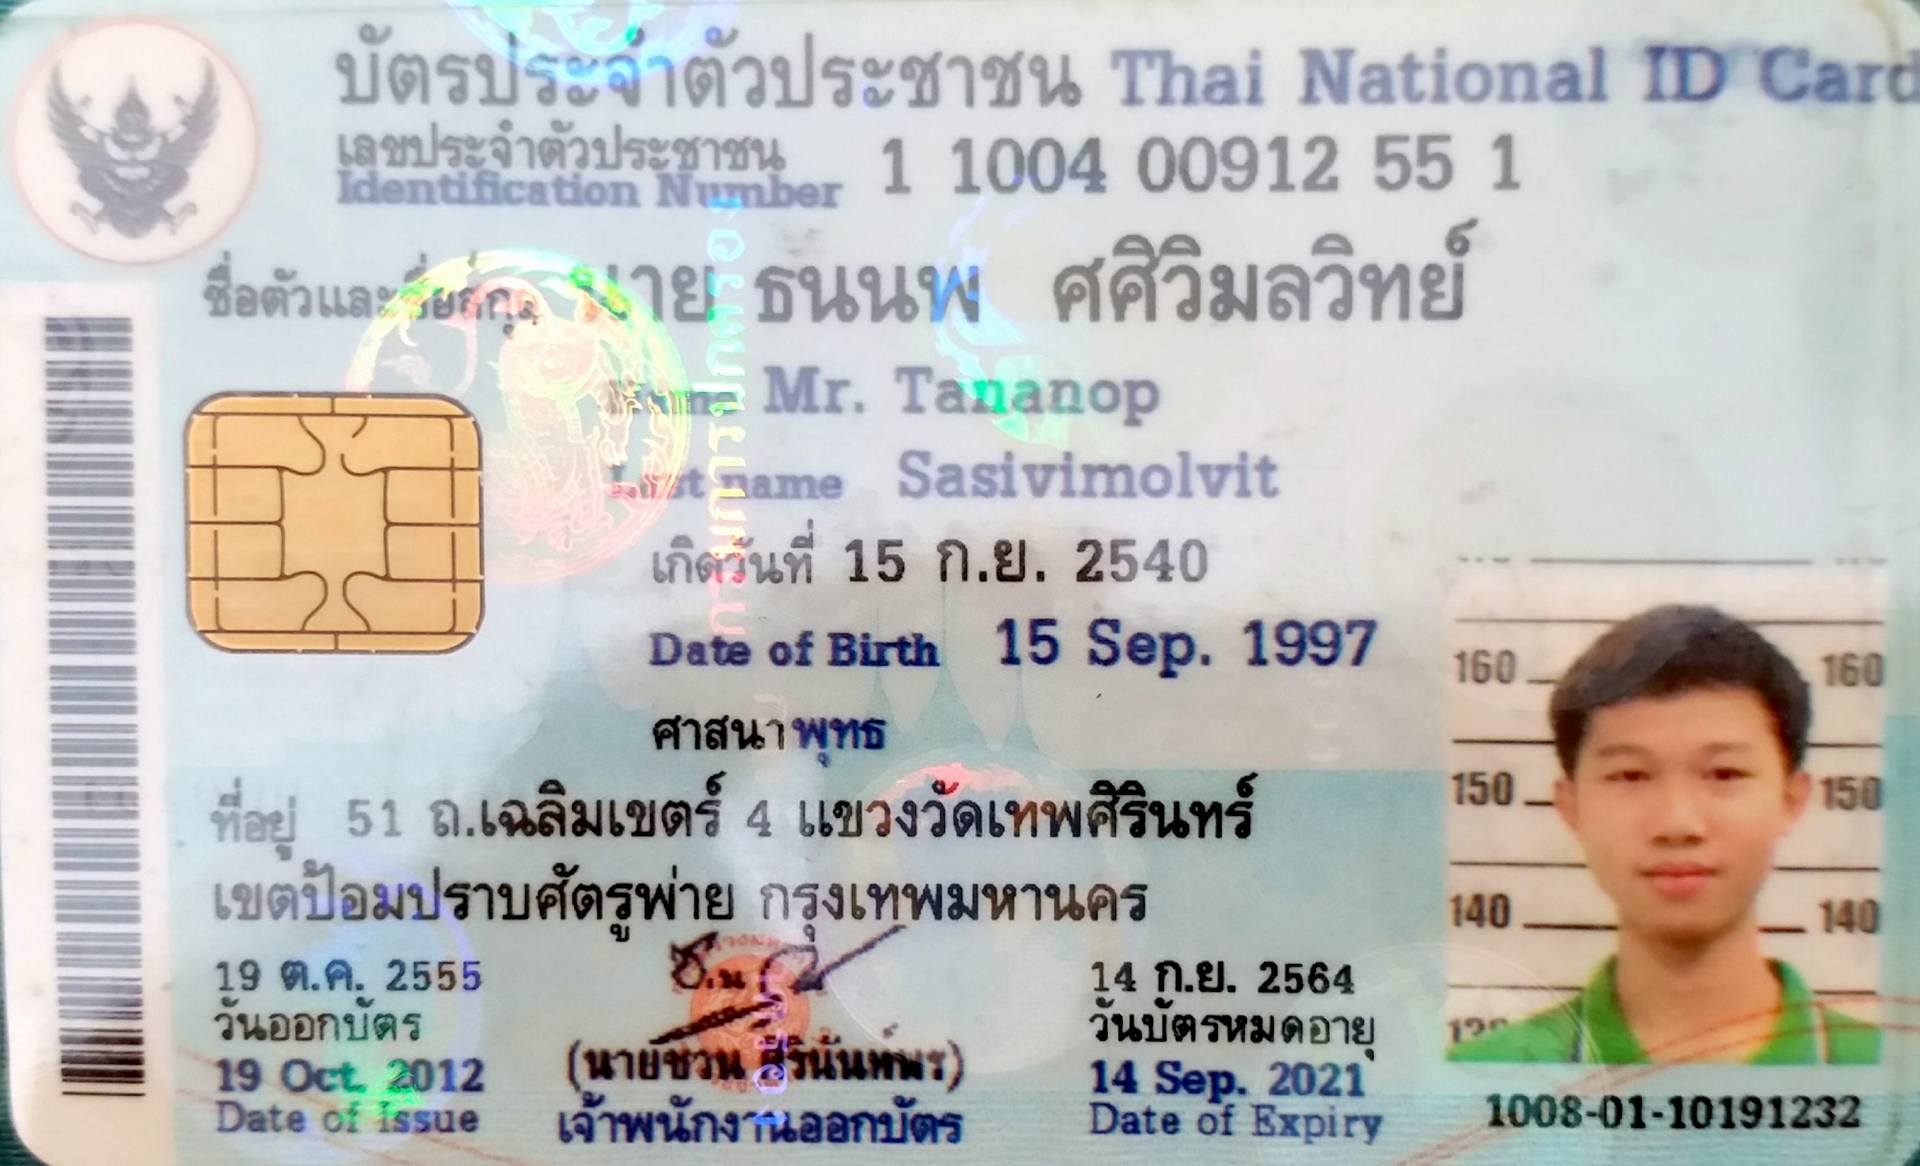 บัตรประจำตัวประชาชน Thai National ID Card
เลขประจำตัวประชาชน
Identification Number 1 1004 00912 55 1
ชื่อตัวและชื่อสกุล นาย ธนนพ ศศิวิมลวิทย์
Name Mr. Tananop
Last name Sasivimolvit
เกิดวันที่ 15 ก.ย. 2540
Date of Birth 15 Sep. 1997
ศาสนา พุทธ
ที่อยู่ 51 ถ.เฉลิมเขตร์ 4 แขวงวัดเทพศิรินทร์
เขตป้อมปราบศัตรูพ่าย กรุงเทพมหานคร
19 ต.ค. 2555
วันออกบัตร
19 Oct. 2012
Date of Issue
(นายชวน ศิรินันท์พร)
เจ้าพนักงานออกบัตร
14 ก.ย. 2564
วันบัตรหมดอายุ
14 Sep. 2021
Date of Expiry
160 160
150 150
140 140
1008-01-10191232
กรมการปกครอง